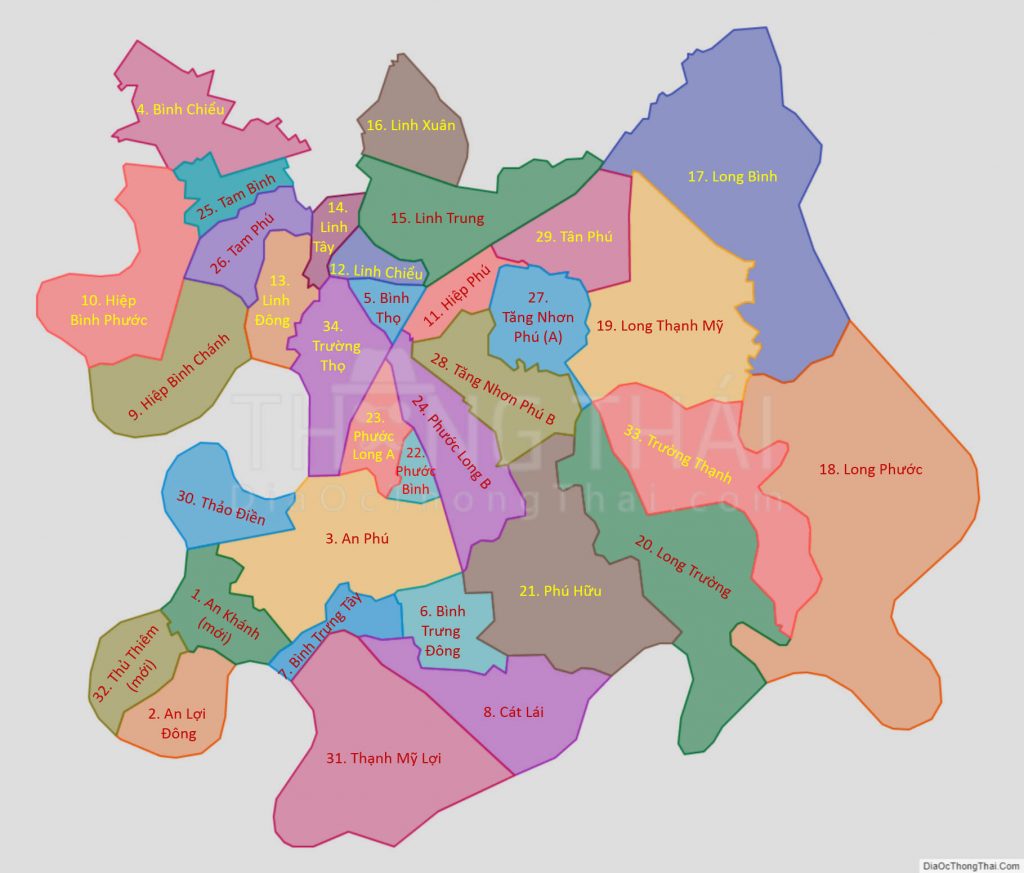 4. Bình Chiểu
16. Linh Xuân
17. Long Bình
25. Tam Bình
14.
Linh
Tây
15. Linh Trung
26. Tam Phú
29. Tân Phú
12. Linh Chiểu
13.
Linh
Đông
10. Hiệp
Bình Phước
5. Bình
Thọ
11. Hiệp Phú
27.
Tăng Nhơn
Phú (A)
19. Long Thạnh Mỹ
34.
Trường
Thọ
9. Hiệp Bình Chánh
28. Tăng Nhơn Phú B
THẮNG THÁI
DiaOcThongThai.com
23.
Phước
Long A
24. Phước Long B
22.
Phước
Bình
33. Trường Thạnh
18. Long Phước
30. Thảo Điền
3. An Phú
20. Long Trường
21. Phú Hữu
1. An Khánh
(mới)
7. Bình Trưng Tây
6. Bình
Trưng
Đông
32. Thủ Thiêm
(mới)
2. An Lợi
Đông
8. Cát Lái
31. Thạnh Mỹ Lợi
DiaOcThongThai.Com